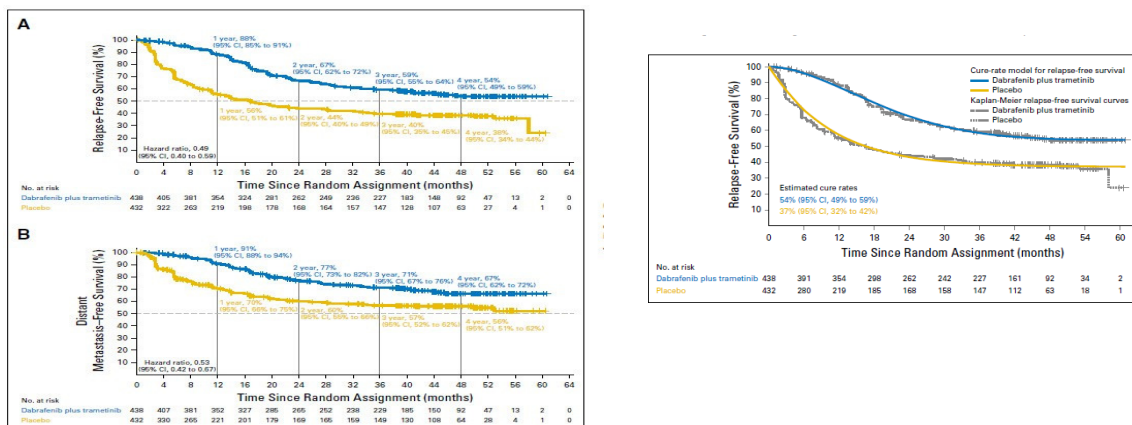 A
Relapse-Free Survival (%)
100
90
80
70
60
50
40
30
20
10
1 year, 88%
(95% CI, 85% to 91%)
2 year, 67%
(95% CI, 62% to 72%)
3 year, 59%
(95% CI, 55% to 64%)
4 year, 54%
(95% CI, 49% to 59%)
1 year, 56%
(95% CI, 51% to 61%)
2 year, 44%
(95% CI, 40% to 49%)
3 year, 40%
(95% CI, 35% to 45%)
4 year, 38%
(95% CI, 34% to 44%)
Hazard ratio, 0.49
(95% CI, 0.40 to 0.59)
0 4 8 12 16 20 24 28 32 36 40 44 48 52 56 60 64
Time Since Random Assignment (months)
No. at risk
Dabrafenib plus trametinib 438 405 381 354 324 281 262 249 236 227 183 148 92 47 13 2 0
Placebo 432 322 263 219 198 178 168 164 157 147 128 107 63 27 4 1 0
B
Distant
Metastasis-Free Survival (%)
100
90
80
70
60
50
40
30
20
10
1 year, 91%
(95% CI, 88% to 94%)
2 year, 77%
(95% CI, 73% to 82%)
3 year, 71%
(95% CI, 67% to 76%)
4 year, 67%
(95% CI, 62% to 72%)
1 year, 70%
(95% CI, 66% to 75%)
2 year, 60%
(95% CI, 55% to 66%)
3 year, 57%
(95% CI, 53% to 62%)
4 year, 56%
(95% CI, 51% to 62%)
Hazard ratio, 0.53
(95% CI, 0.42 to 0.67)
0 4 8 12 16 20 24 28 32 36 40 44 48 52 56 60 64
Time Since Random Assignment (months)
No. at risk
Dabrafenib plus trametinib 438 407 381 352 327 285 265 252 238 229 185 150 92 47 13 2 0
Placebo 432 330 265 221 201 179 169 165 159 149 130 108 64 28 4 1 0
Relapse-Free Survival (%)
100
90
80
70
60
50
40
30
20
10
Cure-rate model for relapse-free survival
Dabrafenib plus trametinib
Placebo
Kaplan-Meier relapse-free survival curves
Dabrafenib plus trametinib
Placebo
Estimated cure rates
54% (95% CI, 49% to 59%)
37% (95% CI, 32% to 42%)
0 6 12 18 24 30 36 42 48 54 60
Time Since Random Assignment (months)
No. at risk
Dabrafenib plus trametinib 438 391 354 298 262 242 227 161 92 34 2
Placebo 432 280 219 185 168 158 147 112 63 18 1